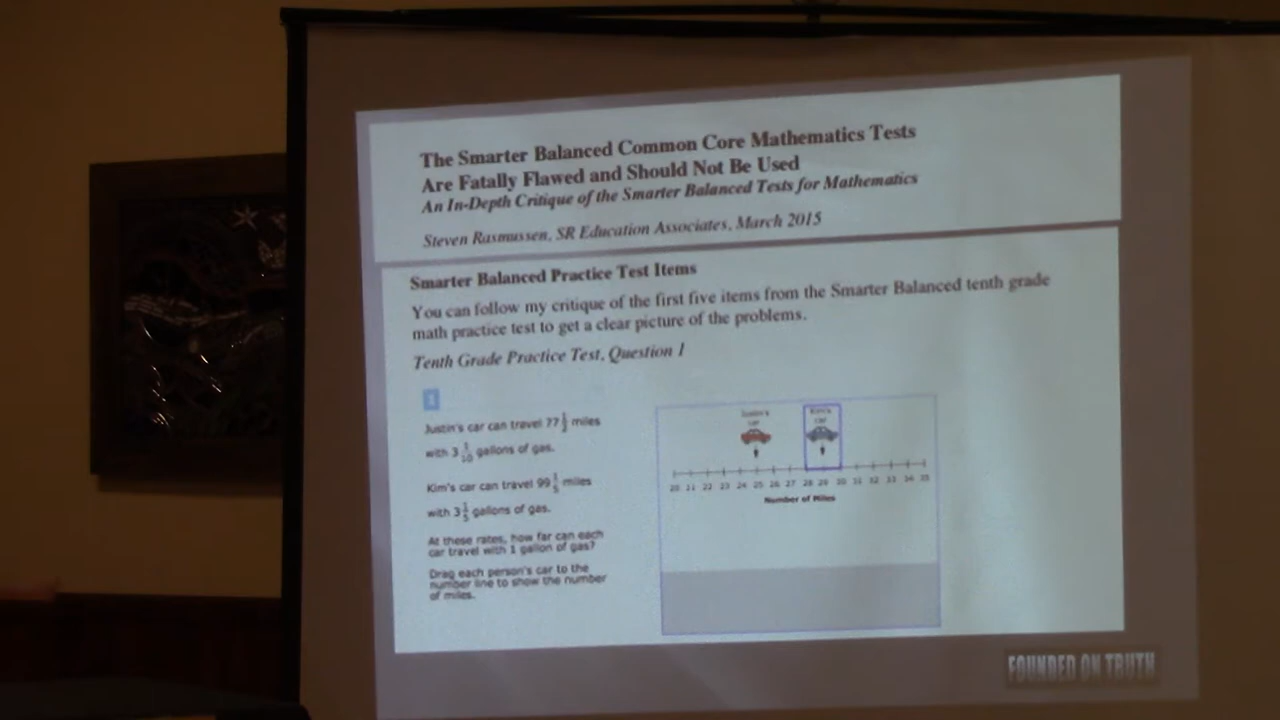 The Smarter Balanced Common Core Mathematics Tests
Are Fatally Flawed and Should Not Be Used
An In-Depth Critique of the Smarter Balanced Tests for Mathematics
Steven Rasmussen, SR Education Associates, March 2015
Smarter Balanced Practice Test Items
You can follow my critique of the first five items from the Smarter Balanced tenth grade
math practice test to get a clear picture of the problems.
Tenth Grade Practice Test, Question 1
1
Justin's car can travel 77 1/2 miles
with 3 1/10 gallons of gas.
Kim's car can travel 99 1/5 miles
with 3 1/5 gallons of gas.
At these rates, how far can each
car travel with 1 gallon of gas?
Drag each person's car to the
number line to show the number
of miles.
Justin's
car
Kim's
car
20 21 22 23 24 25 26 27 28 29 30 31 32 33 34 35
Number of Miles
FOUNDED ON TRUTH